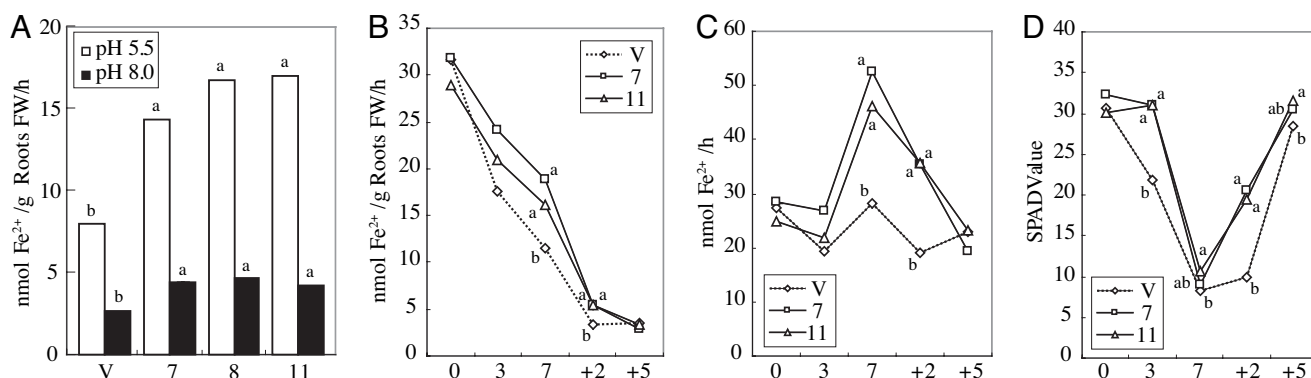 A
nmol Fe²⁺/g Roots FW/h
20
15
10
5
0
pH 5.5
pH 8.0
b
b
a
a
a
a
a
a
V 7 8 11
B
nmol Fe²⁺/g Roots FW/h
35
30
25
20
15
10
5
0
V
7
11
a
a
b
a a
b
0 3 7 +2 +5
C
nmol Fe²⁺/h
60
50
40
30
20
10
0
a
a
b
a
a
b
V
7
11
0 3 7 +2 +5
D
SPADValue
40
35
30
25
20
15
10
5
0
a
a
b
a
ab
b
a
a
b
a
ab
b
V
7
11
0 3 7 +2 +5